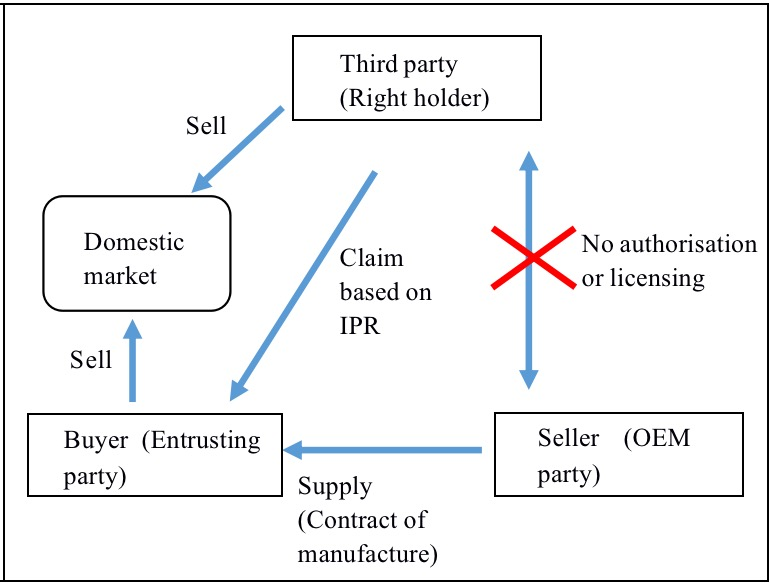 Third party
(Right holder)
Sell
Domestic
market
Claim
based on
IPR
No authorisation
or licensing
Sell
Buyer (Entrusting
party)
Seller (OEM
party)
Supply
(Contract of
manufacture)